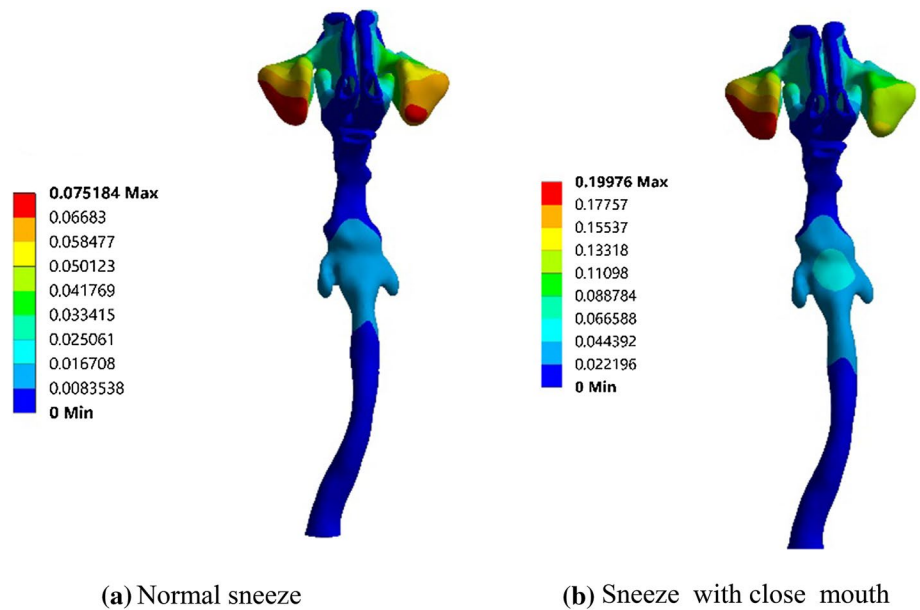 0.075184 Max
0.06683
0.058477
0.050123
0.041769
0.033415
0.025061
0.016708
0.0083538
0 Min
0.19976 Max
0.17757
0.15537
0.13318
0.11098
0.088784
0.066588
0.044392
0.022196
0 Min
(a) Normal sneeze
(b) Sneeze with close mouth